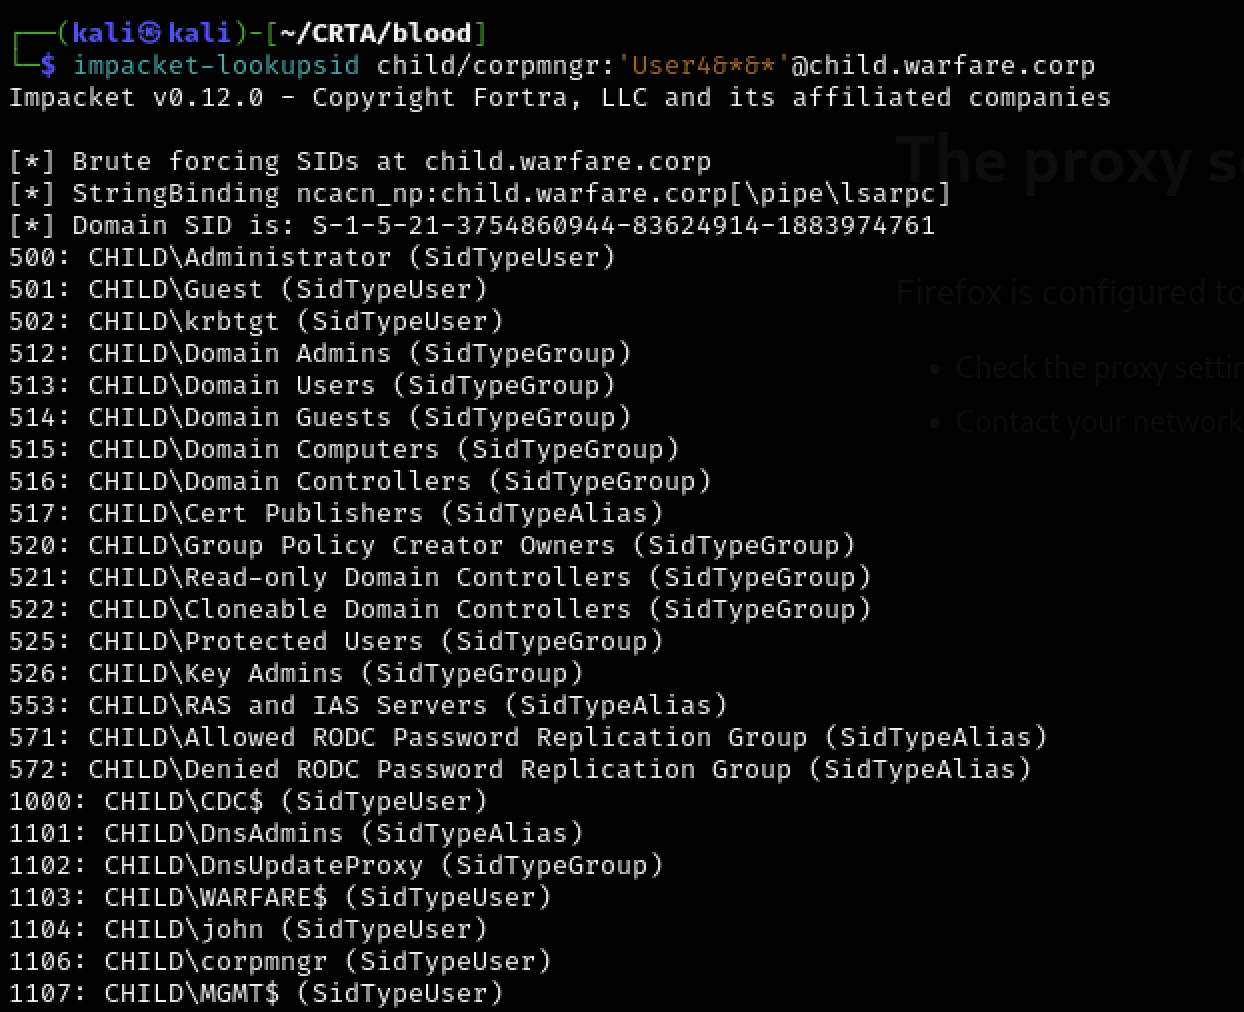 ┌──(kali㉿kali)-[~/CRTA/blood]
└─$ impacket-lookupsid child/corpmngr:'User4&*&*'@child.warfare.corp
Impacket v0.12.0 - Copyright Fortra, LLC and its affiliated companies
[*] Brute forcing SIDs at child.warfare.corp
[*] StringBinding ncacn_np:child.warfare.corp[\pipe\lsarpc]
[*] Domain SID is: S-1-5-21-3754860944-83624914-1883974761
500: CHILD\Administrator (SidTypeUser)
501: CHILD\Guest (SidTypeUser)
502: CHILD\krbtgt (SidTypeUser)
512: CHILD\Domain Admins (SidTypeGroup)
513: CHILD\Domain Users (SidTypeGroup)
514: CHILD\Domain Guests (SidTypeGroup)
515: CHILD\Domain Computers (SidTypeGroup)
516: CHILD\Domain Controllers (SidTypeGroup)
517: CHILD\Cert Publishers (SidTypeAlias)
520: CHILD\Group Policy Creator Owners (SidTypeGroup)
521: CHILD\Read-only Domain Controllers (SidTypeGroup)
522: CHILD\Cloneable Domain Controllers (SidTypeGroup)
525: CHILD\Protected Users (SidTypeGroup)
526: CHILD\Key Admins (SidTypeGroup)
553: CHILD\RAS and IAS Servers (SidTypeAlias)
571: CHILD\Allowed RODC Password Replication Group (SidTypeAlias)
572: CHILD\Denied RODC Password Replication Group (SidTypeAlias)
1000: CHILD\CDC$ (SidTypeUser)
1101: CHILD\DnsAdmins (SidTypeAlias)
1102: CHILD\DnsUpdateProxy (SidTypeGroup)
1103: CHILD\WARFARE$ (SidTypeUser)
1104: CHILD\john (SidTypeUser)
1106: CHILD\corpmngr (SidTypeUser)
1107: CHILD\MGMT$ (SidTypeUser)
The proxy se
Firefox is configured to
• Check the proxy settin
• Contact your network